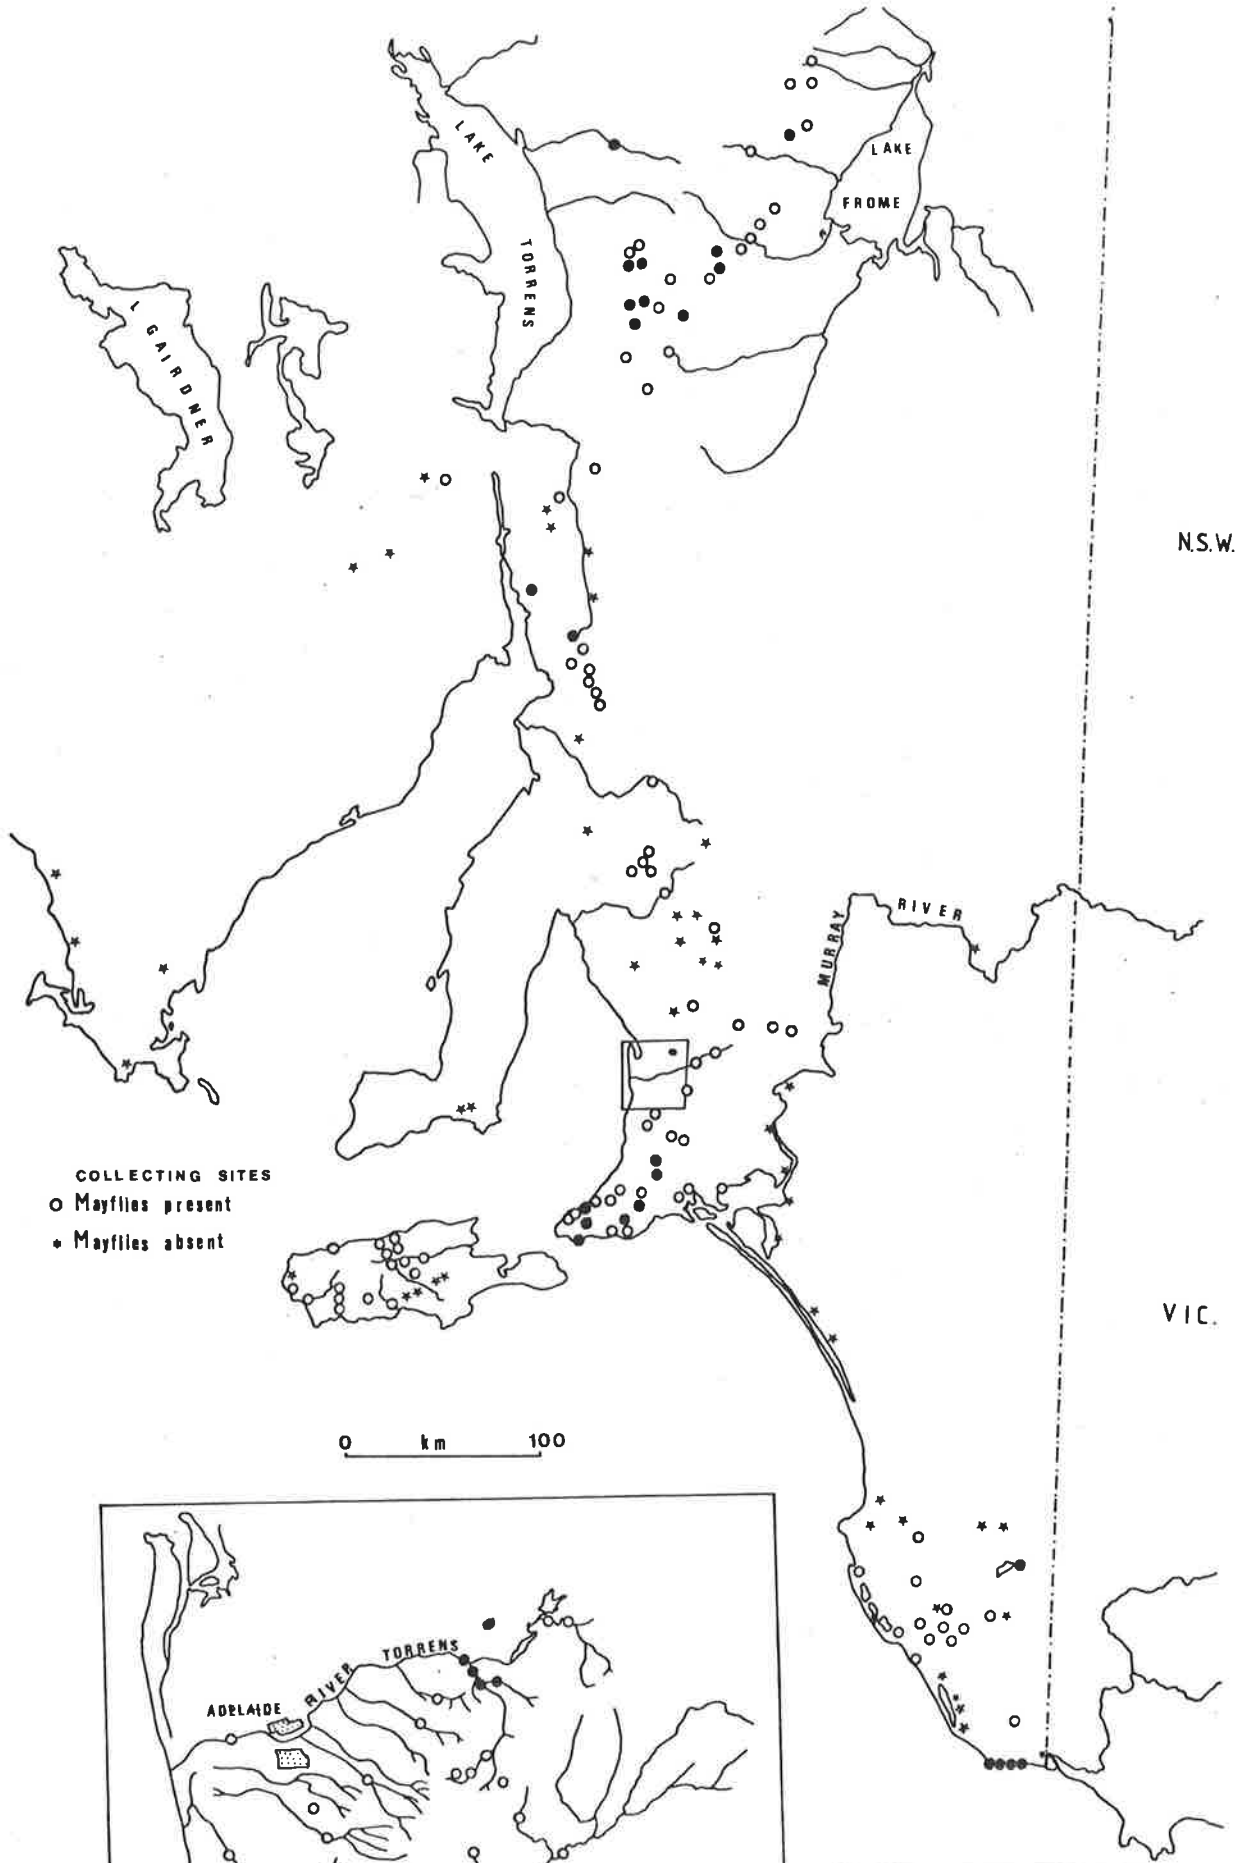 LAKE
TORRENS
LAKE
FROME
L GAIRDNER
N.S.W.
MURRAY
RIVER
COLLECTING SITES
o Mayflies present
* Mayflies absent
VIC.
0 km 100
ADELAIDE
RIVER
TORRENS